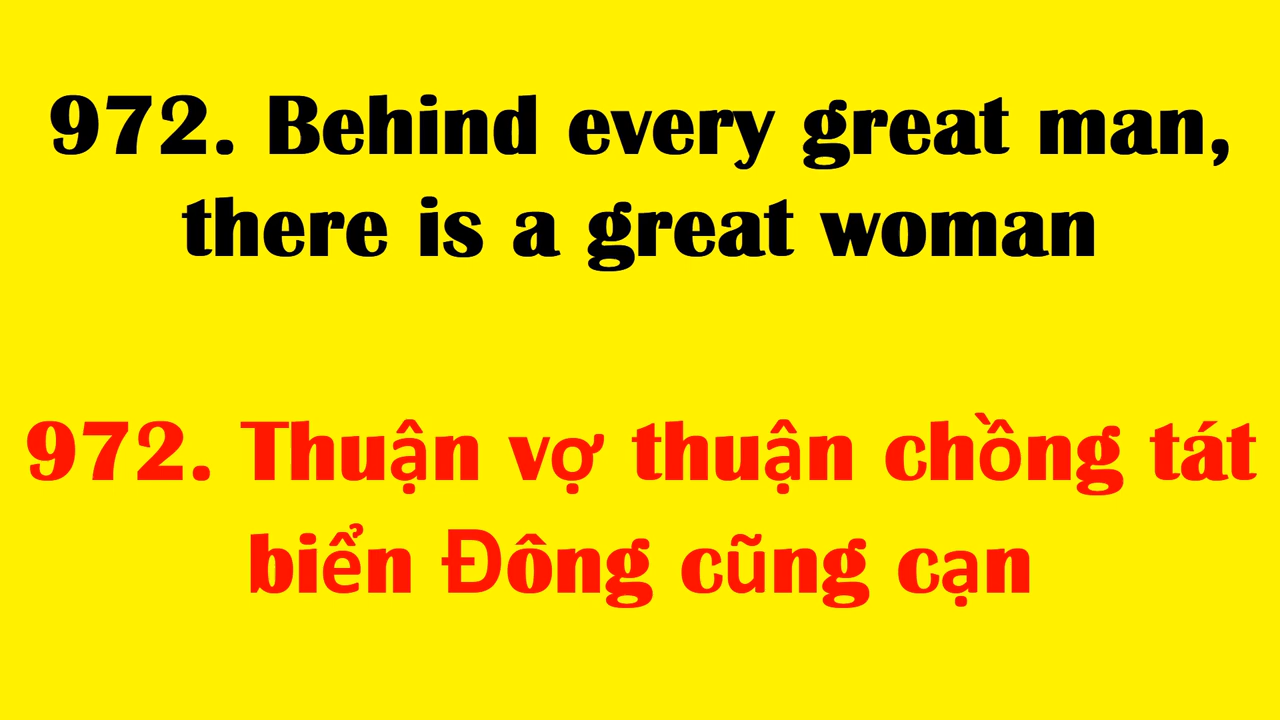 972. Behind every great man,
there is a great woman
972. Thuận vợ thuận chồng tát
biển Đông cũng cạn